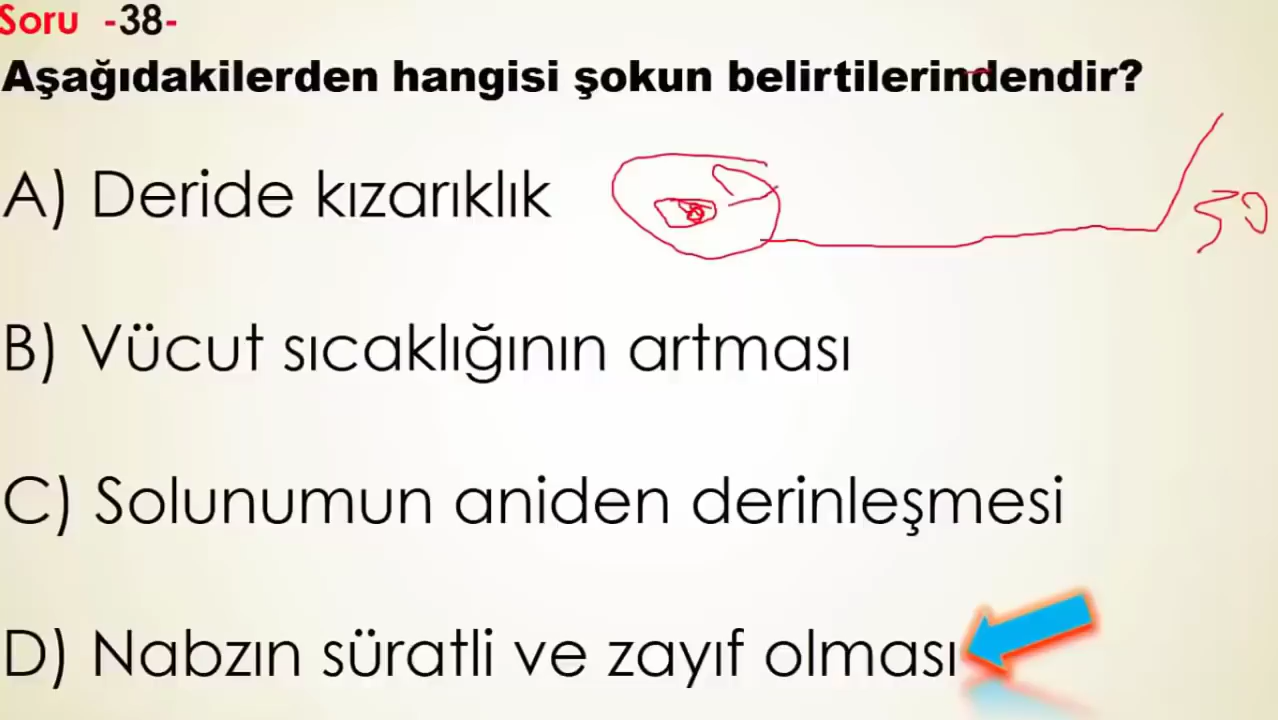 Soru -38-
Aşağıdakilerden hangisi şokun belirtilerindendir?
A) Deride kızarıklık
50
B) Vücut sıcaklığının artması
C) Solunumun aniden derinleşmesi
D) Nabzın süratli ve zayıf olması